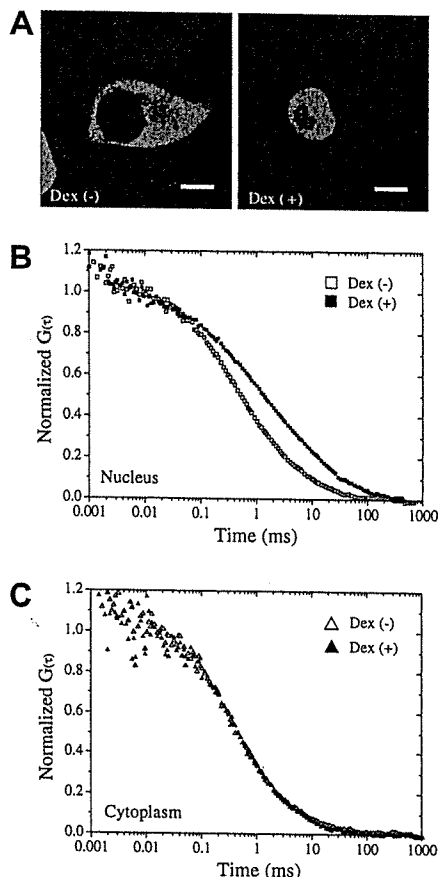 A
Dex (-)
Dex (+)
B
1.2
1.0
0.8
0.6
0.4
0.2
0.0
Normalized G(τ)
Dex (-)
Dex (+)
Nucleus
0.001 0.01 0.1 1 10 100 1000
Time (ms)
C
1.2
1.0
0.8
0.6
0.4
0.2
0.0
Normalized G(τ)
Dex (-)
Dex (+)
Cytoplasm
0.001 0.01 0.1 1 10 100 1000
Time (ms)